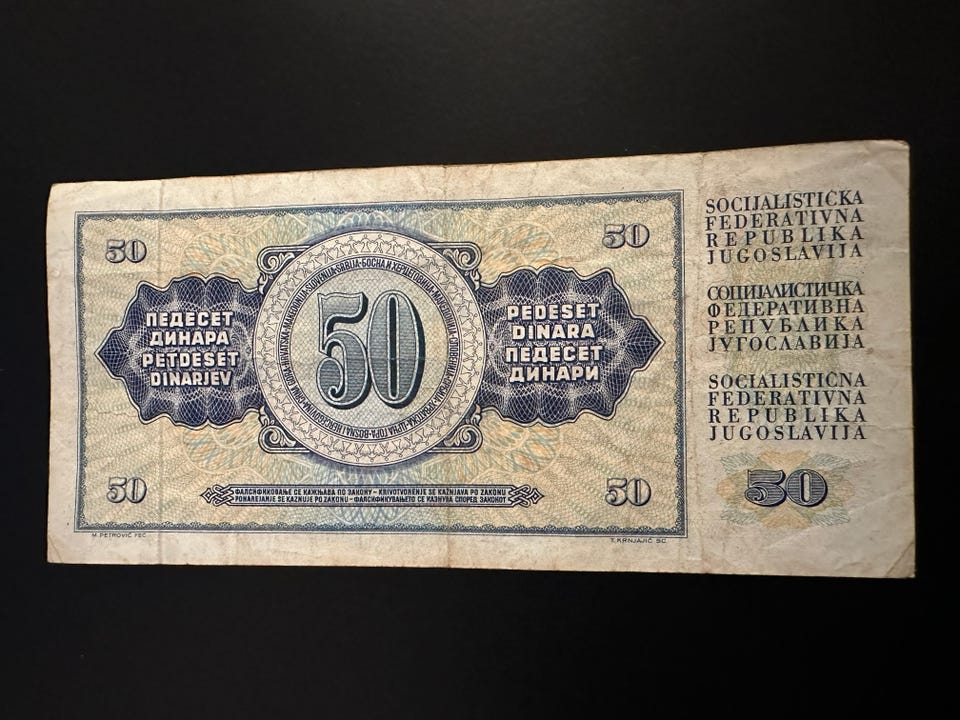 50
50
ПЕДЕСЕТ
ДИНАРА
PETDESET
DINARJEV
50
PEDESET
DINARA
ПЕДЕСЕТ
ДИНАРИ
50
50
ФАЛСИФИКОВАЊЕ СЕ КАЖЊАВА ПО ЗАКОНУ – KRIVOTVORENJE SE KAŽNJAVA PO ZAKONU
PONAREJANJE SE KAZNUJE PO ZAKONU – ФАЛСИФИКУВАЊЕТО СЕ КАЗНУВА СПОРЕД ЗАКОНОТ
M. PETROVIĆ FEC.
T. KRNJAJIĆ SC.
SOCIJALISTIČKA
FEDERATIVNA
REPUBLIKA
JUGOSLAVIJA
СОЦИЈАЛИСТИЧКА
ФЕДЕРАТИВНА
РЕПУБЛИКА
ЈУГОСЛАВИЈА
SOCIALISTIČNA
FEDERATIVNA
REPUBLIKA
JUGOSLAVIJA
50